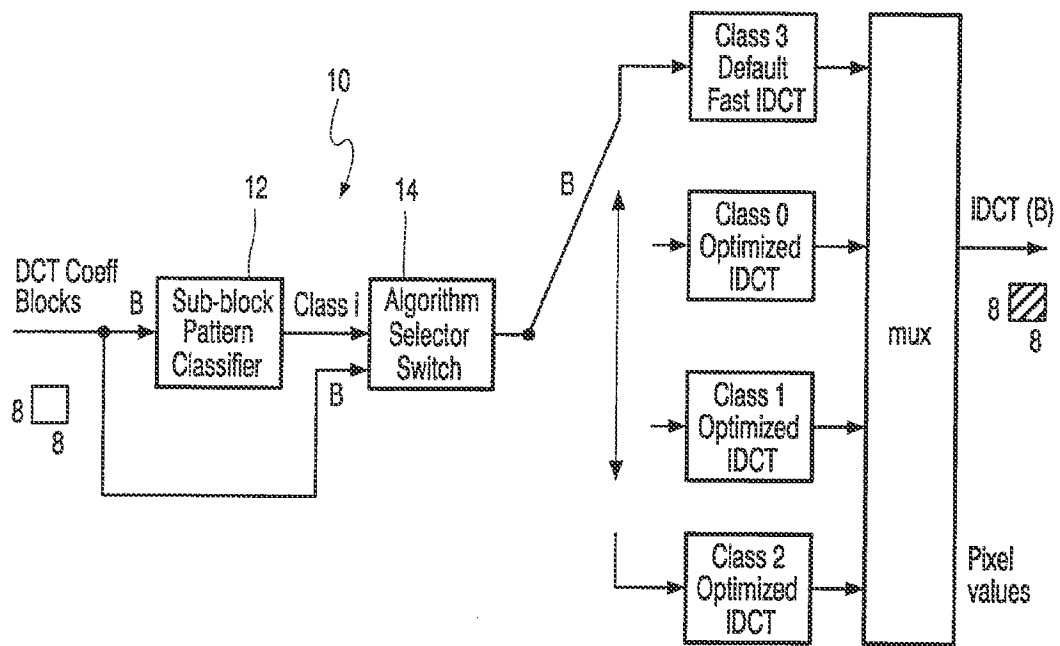 Class 3
Default
Fast IDCT
10
B
12
14
Class 0
Optimized
IDCT
IDCT (B)
DCT Coeff
Blocks
B
Sub-block
Pattern
Classifier
Class i
Algorithm
Selector
Switch
B
8
8
mux
8
8
Class 1
Optimized
IDCT
Class 2
Optimized
IDCT
Pixel
values